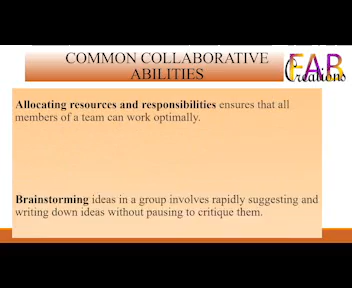 COMMON COLLABORATIVE
ABILITIES
FAB
Creations
Allocating resources and responsibilities ensures that all
members of a team can work optimally.
Brainstorming ideas in a group involves rapidly suggesting and
writing down ideas without pausing to critique them.